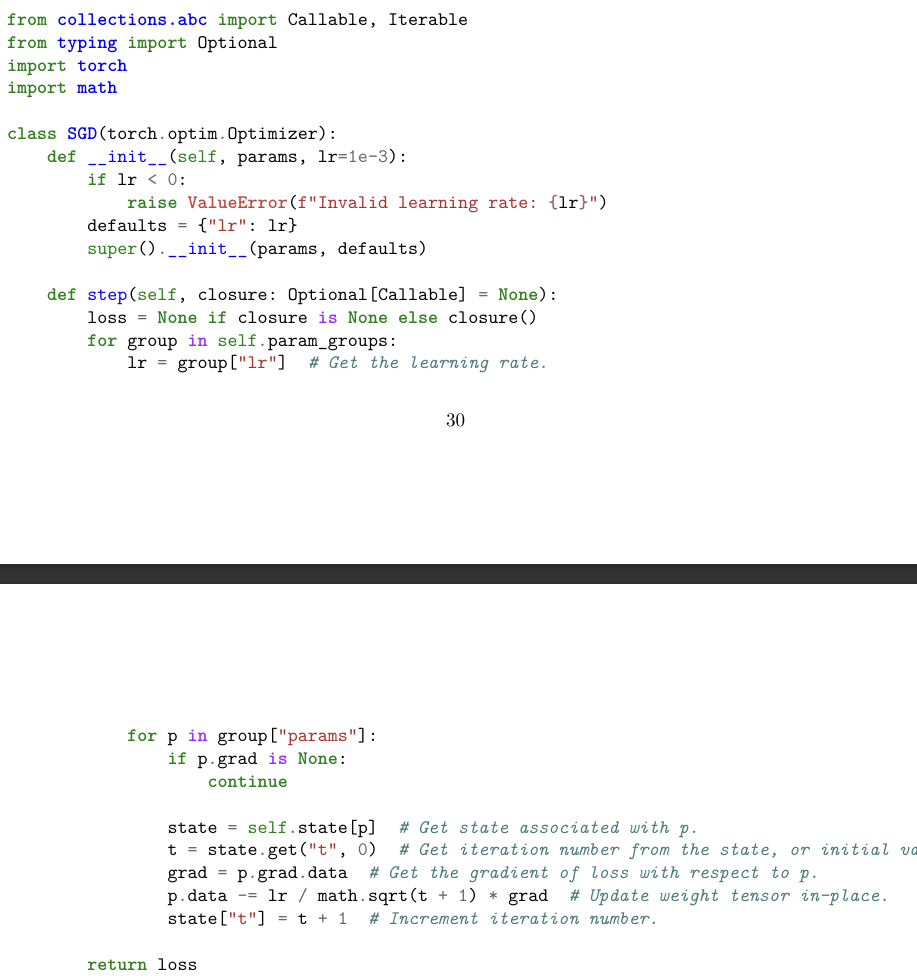 from collections.abc import Callable, Iterable
from typing import Optional
import torch
import math

class SGD(torch.optim.Optimizer):
    def __init__(self, params, lr=1e-3):
        if lr < 0:
            raise ValueError(f"Invalid learning rate: {lr}")
        defaults = {"lr": lr}
        super().__init__(params, defaults)

    def step(self, closure: Optional[Callable] = None):
        loss = None if closure is None else closure()
        for group in self.param_groups:
            lr = group["lr"]  # Get the learning rate.

30

            for p in group["params"]:
                if p.grad is None:
                    continue

                state = self.state[p]  # Get state associated with p.
                t = state.get("t", 0)  # Get iteration number from the state, or initial
                grad = p.grad.data  # Get the gradient of loss with respect to p.
                p.data -= lr / math.sqrt(t + 1) * grad  # Update weight tensor in-place.
                state["t"] = t + 1  # Increment iteration number.

        return loss